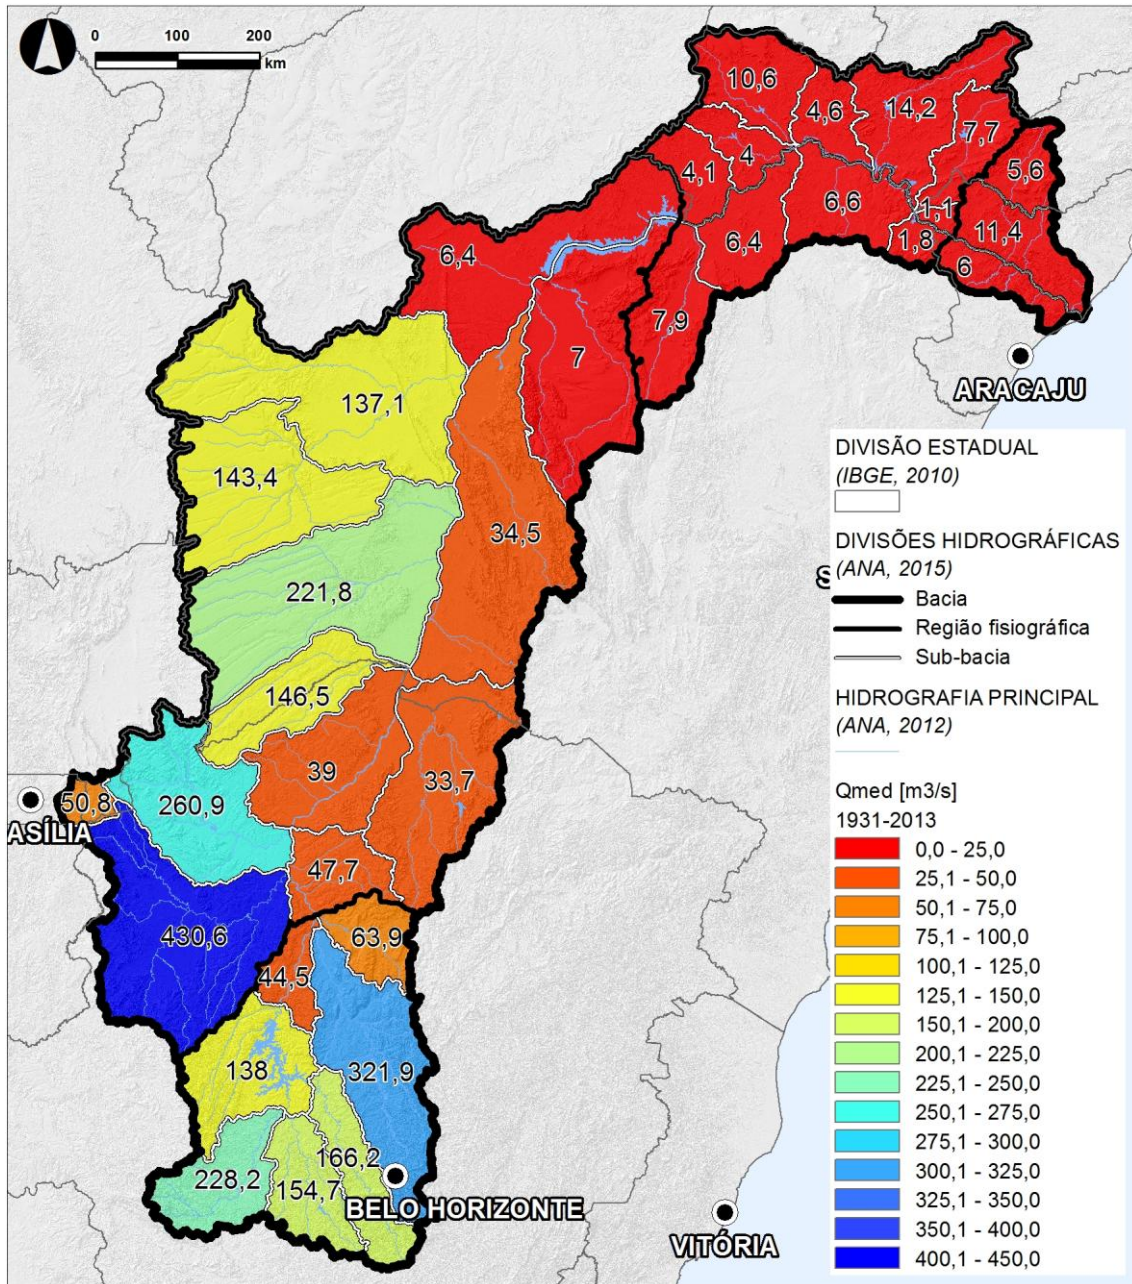 0 100 200
km
10,6
4,6
14,2
7,7
4
4,1
5,6
6,6
1,1
6,4
6,4
1,8
11,4
6
7,9
7
ARACAJU
137,1
143,4
34,5
221,8
S
146,5
39
33,7
50,8
260,9
ASÍLIA
47,7
430,6
63,9
44,5
138
321,9
166,2
228,2
154,7
BELO HORIZONTE
VITÓRIA
DIVISÃO ESTADUAL
(IBGE, 2010)
DIVISÕES HIDROGRÁFICAS
(ANA, 2015)
Bacia
Região fisiográfica
Sub-bacia
HIDROGRAFIA PRINCIPAL
(ANA, 2012)
Qmed [m3/s]
1931-2013
0,0 - 25,0
25,1 - 50,0
50,1 - 75,0
75,1 - 100,0
100,1 - 125,0
125,1 - 150,0
150,1 - 200,0
200,1 - 225,0
225,1 - 250,0
250,1 - 275,0
275,1 - 300,0
300,1 - 325,0
325,1 - 350,0
350,1 - 400,0
400,1 - 450,0